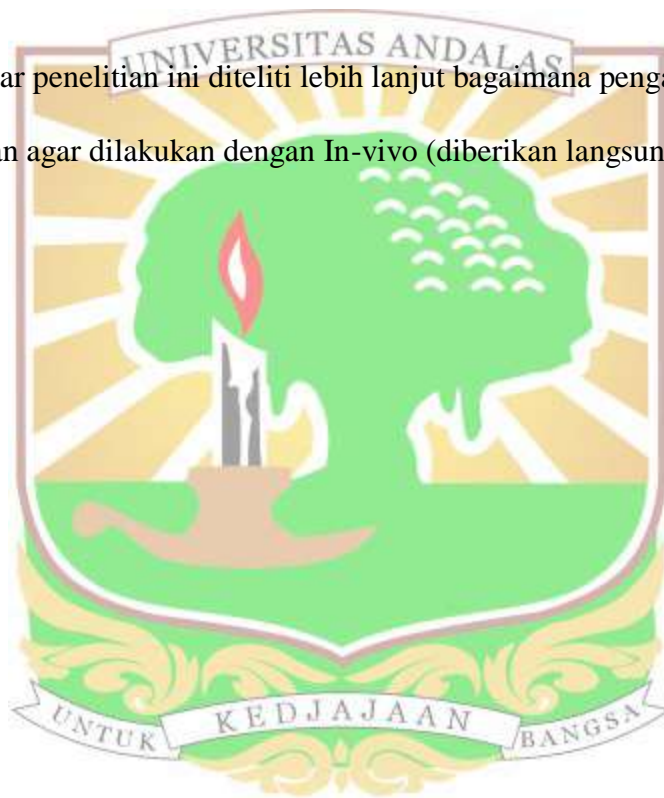 UNIVERSITAS ANDALAS
ar penelitian ini diteliti lebih lanjut bagaimana penga
an agar dilakukan dengan In-vivo (diberikan langsun
UNTUK KEDJAJAAN BANGSA